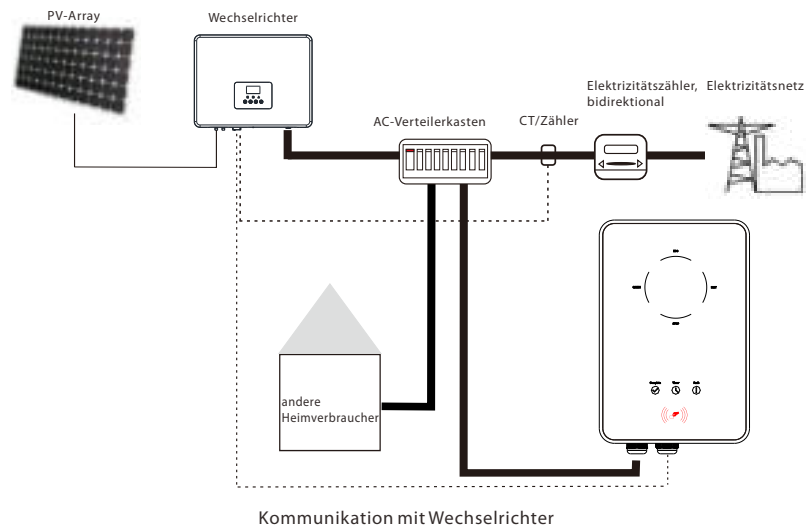 PV-Array
Wechselrichter
Elektrizitätszähler,
bidirektional
Elektrizitätsnetz
AC-Verteilerkasten
CT/Zähler
andere
Heimverbraucher
Kommunikation mit Wechselrichter